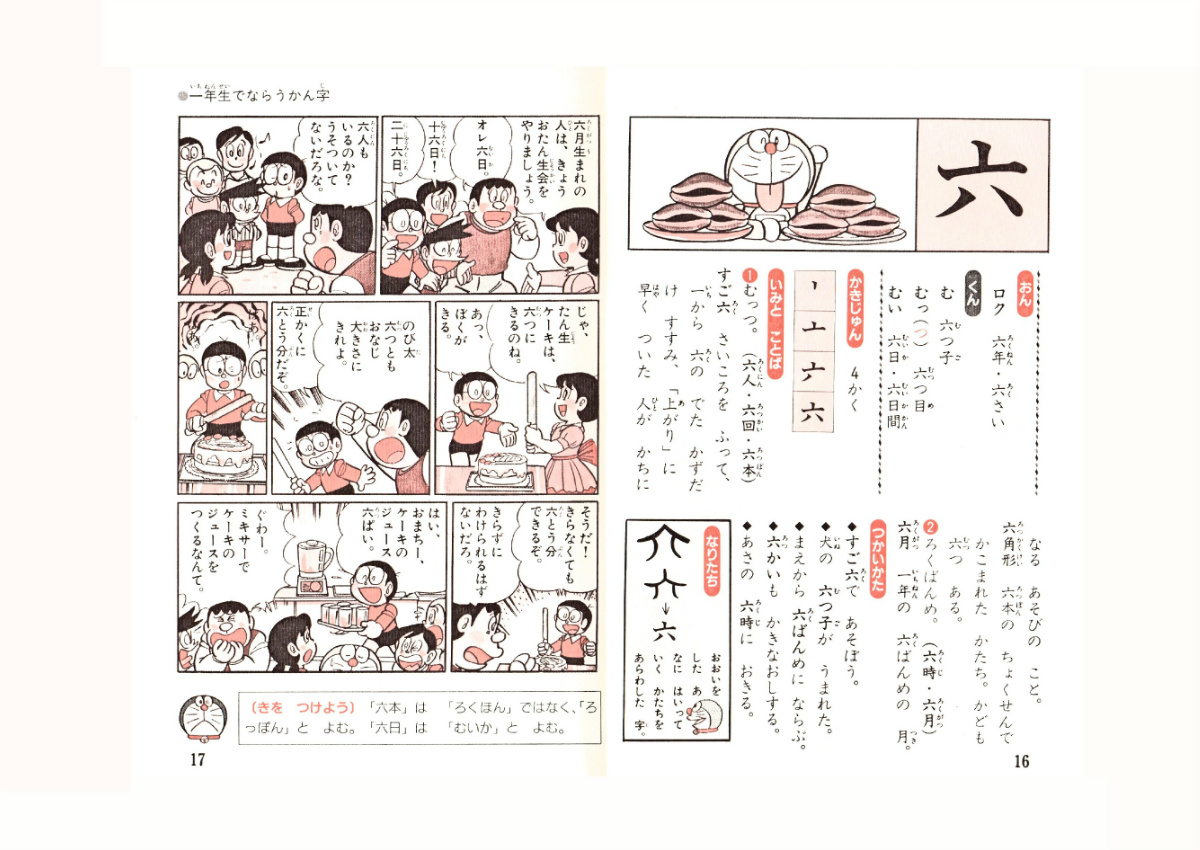 六
おん
ロク 六年・六さい
くん
む 六つ子
むっ(つ) 六つ目
むい 六日・六日間
かきじゅん
4かく
いみと ことば
❶むっつ。(六人・六回・六本)
すご六 さいころを ふって、
一から 六の でた かずだ
け すすみ、「上がり」に
早く ついた 人が かちに
なる あそびの こと。
六角形 六本の ちょくせんで
かこまれた かたち。かども
六つ ある。
❷ろくばんめ。(六時・六月)
六月 一年の 六ばんめの 月。
つかいかた
◆すご六で あそぼう。
◆犬の 六つ子が うまれた。
◆まえから 六ばんめに ならぶ。
◆六かいも かきなおしする。
◆あさの 六時に おきる。
なりたち
六
おおいを
した あ
なに はいって
いく かたちを
あらわした 字。
16
●一年生でならうかん字
六月生まれの
人は、きょう
おたん生会を
やりましょう。
オレ六日。
十六日!
二十六日。
六人も
いるのか?
うそついて
ないだろな。
じゃ、
たん生
ケーキは、
六つに
きるのね。
あっ、
ぼくが
きる。
のび太
六つとも
おなじ
大きさに
きれよ。
正かくに
六とう分だぞ。
そうだ!
きらなくても
六とう分
できるぞ。
きらずに
わけられるはず
ないだろ。
はい、
おまちー、
ケーキの
ジュース
六ぱい。
ぐわー。
ミキサーで
ケーキの
ジュースを
つくるなんて。
(きを つけよう) 「六本」は 「ろくほん」ではなく、「ろ
っぽん」と よむ。「六日」は 「むいか」と よむ。
17